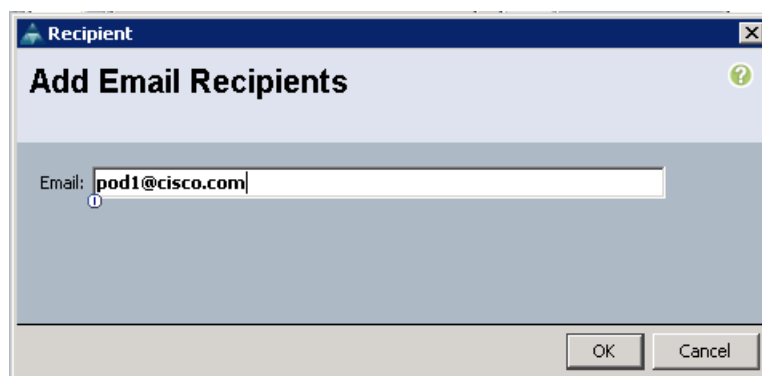 Recipient
Add Email Recipients
Email: pod1@cisco.com
OK Cancel